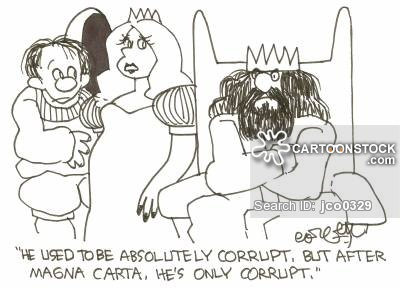 CARTOONSTOCK
.com
Search ID: jco0329
"HE USED TO BE ABSOLUTELY CORRUPT, BUT AFTER
MAGNA CARTA, HE'S ONLY CORRUPT."